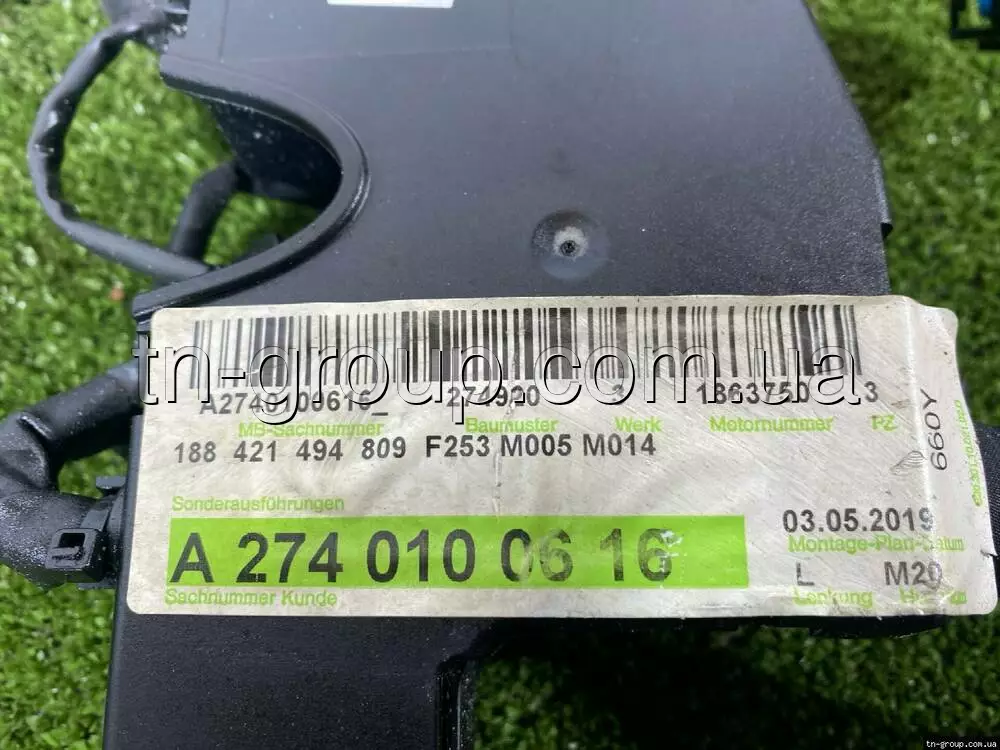 A2740100616_ 274920 3 1863750 3
MB-Sachnummer Baumuster Werk Motornummer PZ
188 421 494 809 F253 M005 M014
660Y
Sonderausführungen
A 274 010 06 16
03.05.2019
Montage-Plan-Datum
L M20
Sachnummer Kunde
Lenkung
tn-group.com.ua
tn-group.com.ua